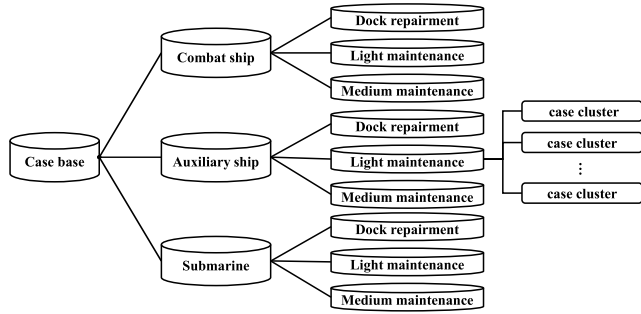 Case base
Combat ship
Dock repairment
Light maintenance
Medium maintenance
Auxiliary ship
Dock repairment
Light maintenance
Medium maintenance
case cluster
case cluster
⋮
case cluster
Submarine
Dock repairment
Light maintenance
Medium maintenance